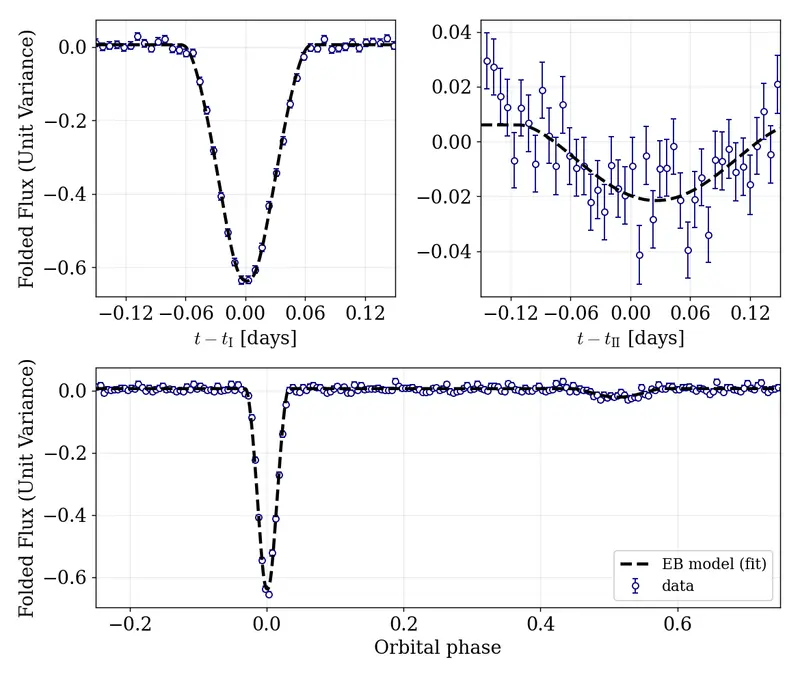 Folded Flux (Unit Variance)
0.0
−0.2
−0.4
−0.6
−0.12 −0.06 0.00 0.06 0.12
t − tI [days]
0.04
0.02
0.00
−0.02
−0.04
−0.12 −0.06 0.00 0.06 0.12
t − tII [days]
Folded Flux (Unit Variance)
0.0
−0.2
−0.4
−0.6
−0.2 0.0 0.2 0.4 0.6
Orbital phase
EB model (fit)
data